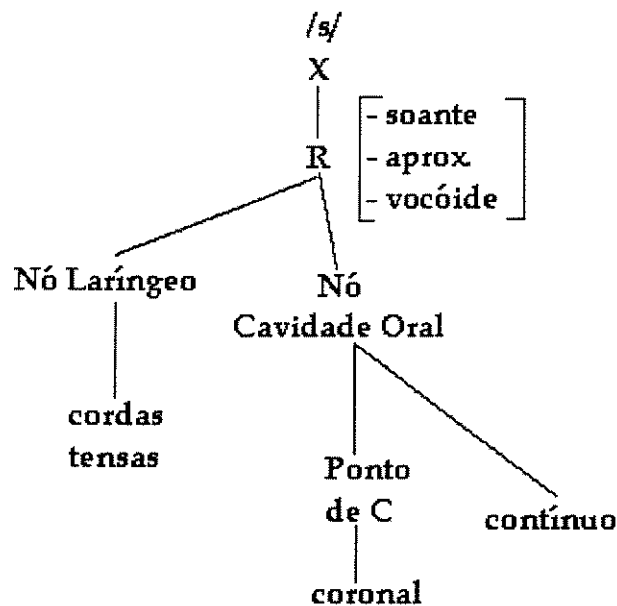 /s/
X
R
- soante
- aprox.
- vocóide
Nó Laríngeo
Nó
Cavidade Oral
cordas
tensas
Ponto
de C
contínuo
coronal